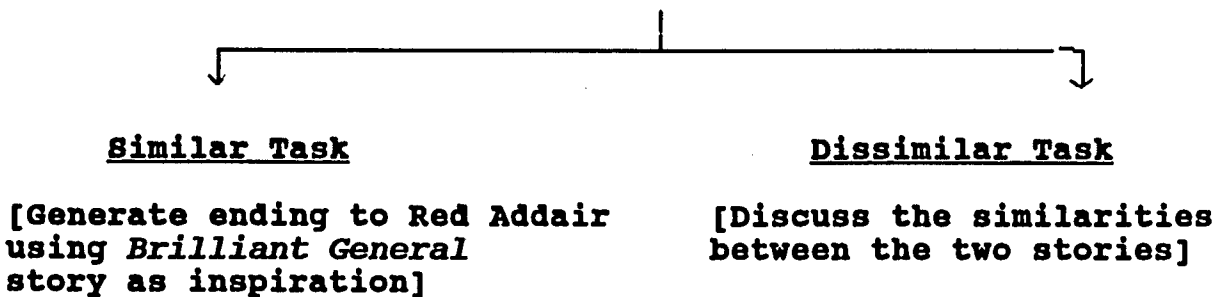 Similar Task
Dissimilar Task
[Generate ending to Red Addair
using Brilliant General
story as inspiration]
[Discuss the similarities
between the two stories]